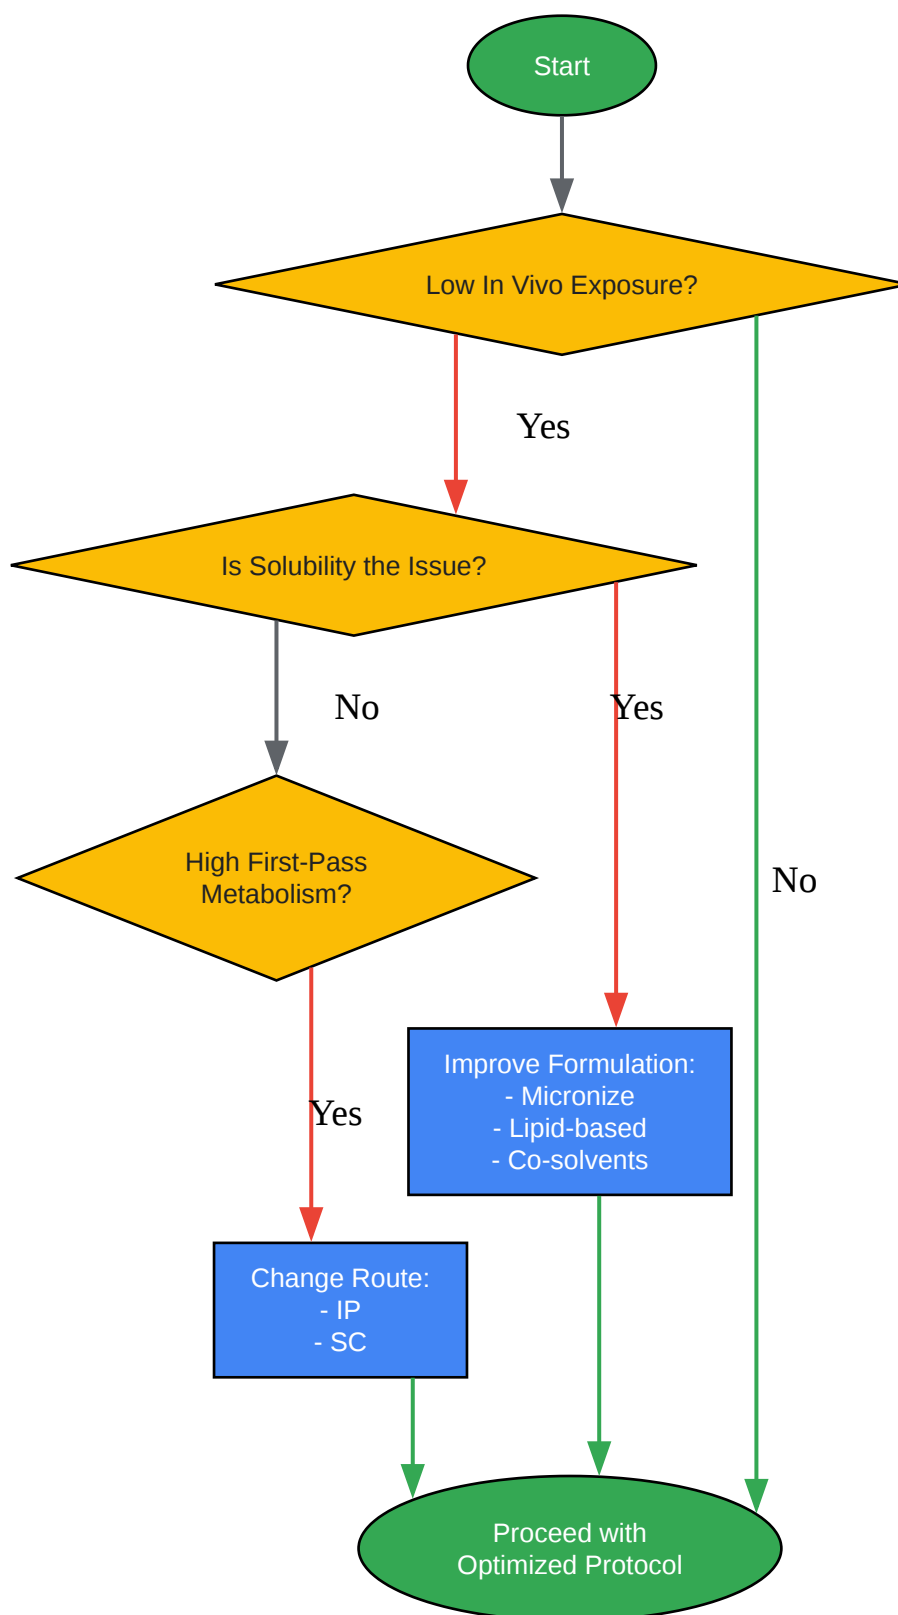 Start
Low In Vivo Exposure?
Yes
Is Solubility the Issue?
No
Yes
High First-Pass
Metabolism?
No
Improve Formulation:
- Micronize
- Lipid-based
- Co-solvents
Yes
Change Route:
- IP
- SC
Proceed with
Optimized Protocol